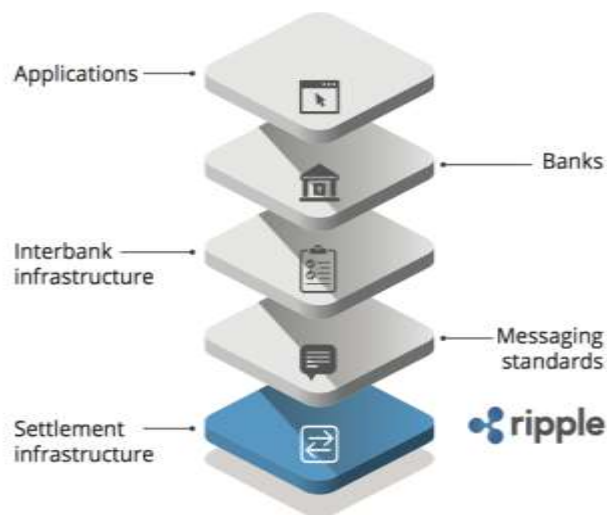 Applications
Banks
Interbank
infrastructure
Messaging
standards
Settlement
infrastructure
ripple